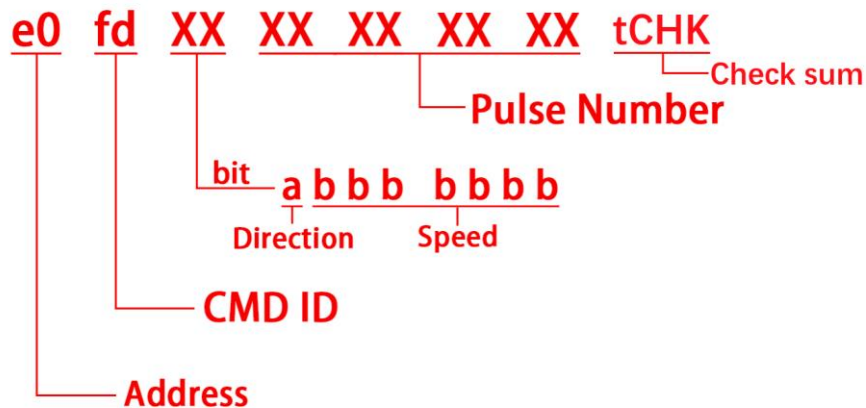 e0 fd XX XX XX XX XX tCHK
Check sum
Pulse Number
bit
a b b b b b b b
Direction
Speed
CMD ID
Address